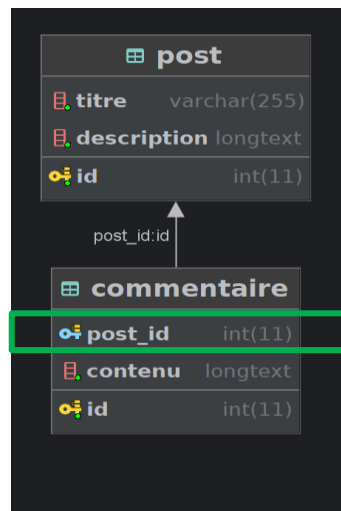 post
titre varchar(255)
description longtext
id int(11)
post_id:id
commentaire
post_id int(11)
contenu longtext
id int(11)